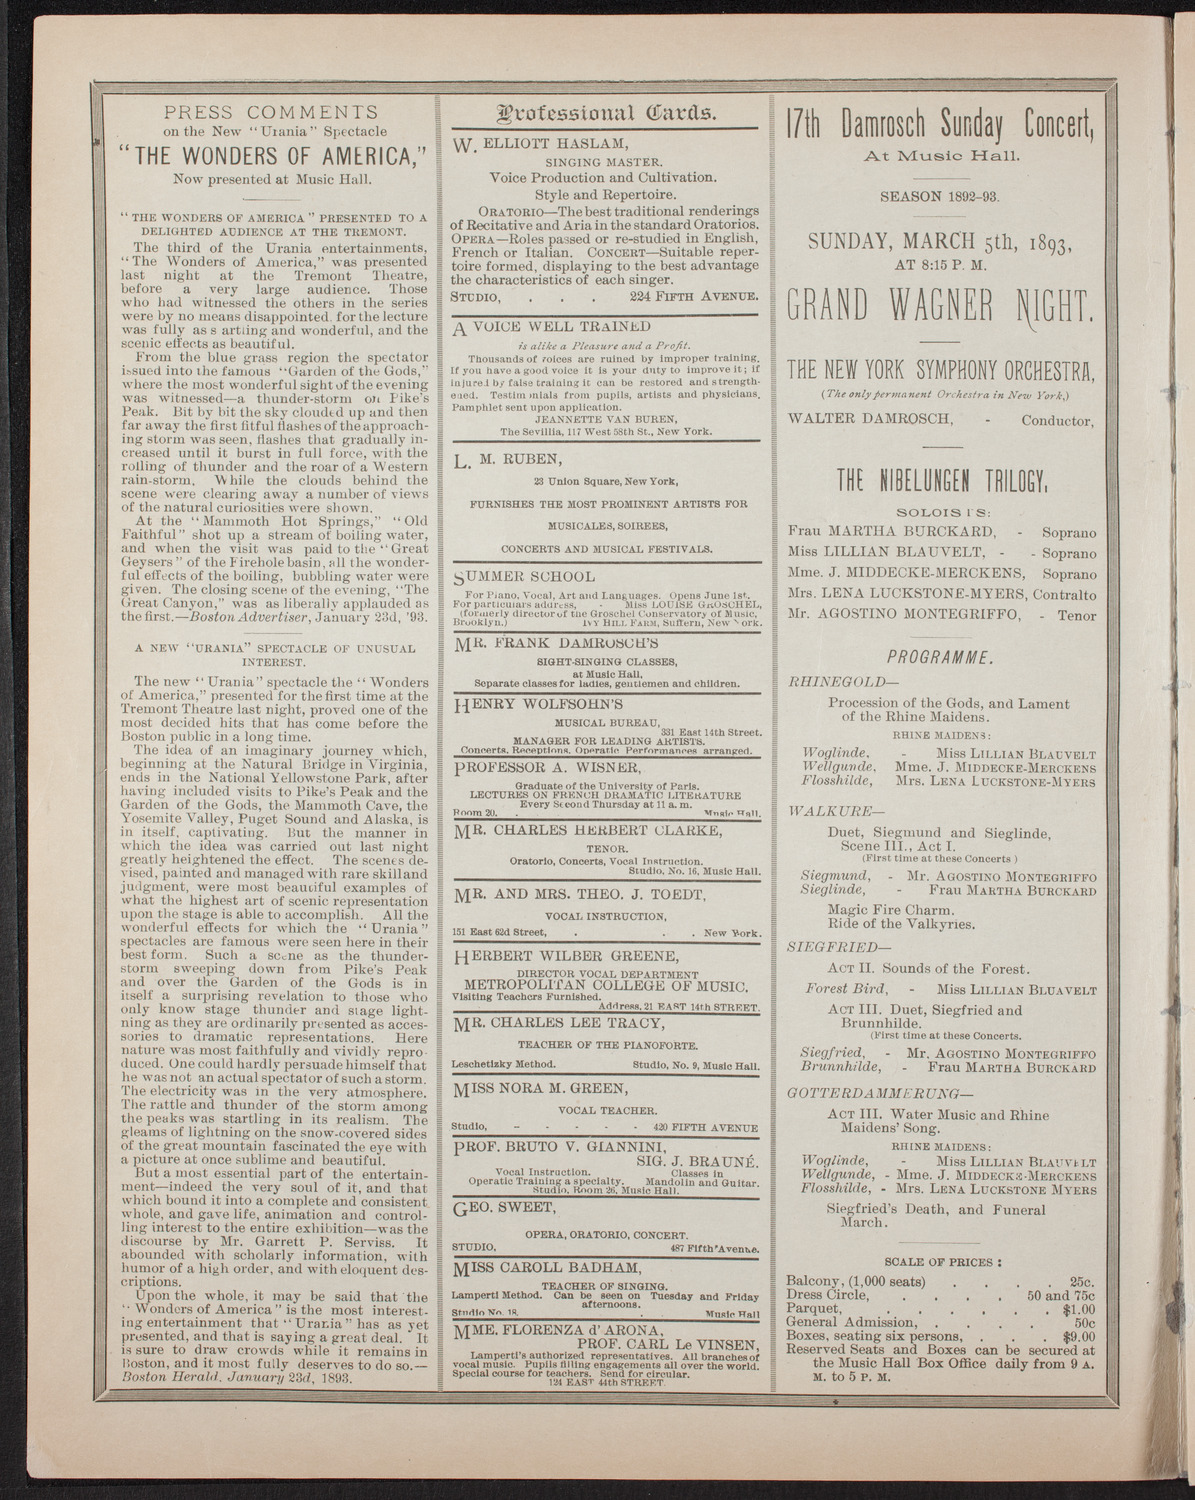 PRESS COMMENTS
on the New "Urania" Spectacle
"THE WONDERS OF AMERICA,"
Now presented at Music Hall.
"THE WONDERS OF AMERICA" PRESENTED TO A
DELIGHTED AUDIENCE AT THE TREMONT.
The third of the Urania entertainments,
"The Wonders of America," was presented
last night at the Tremont Theatre,
before a very large audience. Those
who had witnessed the others in the series
were by no means disappointed, for the lecture
was fully as s artling and wonderful, and the
scenic effects as beautiful.
From the blue grass region the spectator
issued into the famous "Garden of the Gods,"
where the most wonderful sight of the evening
was witnessed—a thunder-storm on Pike's
Peak. Bit by bit the sky clouded up and then
far away the first fitful flashes of the approach-
ing storm was seen, flashes that gradually in-
creased until it burst in full force, with the
rolling of thunder and the roar of a Western
rain-storm. While the clouds behind the
scene were clearing away a number of views
of the natural curiosities were shown.
At the "Mammoth Hot Springs," "Old
Faithful" shot up a stream of boiling water,
and when the visit was paid to the "Great
Geysers" of the Firehole basin, all the wonder-
ful effects of the boiling, bubbling water were
given. The closing scene of the evening, "The
Great Canyon," was as liberally applauded as
the first.—Boston Advertiser, January 23d, '93.
A NEW "URANIA" SPECTACLE OF UNUSUAL
INTEREST.
The new "Urania" spectacle the "Wonders
of America," presented for the first time at the
Tremont Theatre last night, proved one of the
most decided hits that has come before the
Boston public in a long time.
The idea of an imaginary journey which,
beginning at the Natural Bridge in Virginia,
ends in the National Yellowstone Park, after
having included visits to Pike's Peak and the
Garden of the Gods, the Mammoth Cave, the
Yosemite Valley, Puget Sound and Alaska, is
in itself, captivating. But the manner in
which the idea was carried out last night
greatly heightened the effect. The scenes de-
vised, painted and managed with rare skill and
judgment, were most beautiful examples of
what the highest art of scenic representation
upon the stage is able to accomplish. All the
wonderful effects for which the "Urania"
spectacles are famous were seen here in their
best form. Such a scene as the thunder-
storm sweeping down from Pike's Peak
and over the Garden of the Gods is in
itself a surprising revelation to those who
only know stage thunder and stage light-
ning as they are ordinarily presented as acces-
sories to dramatic representations. Here
nature was most faithfully and vividly repro-
duced. One could hardly persuade himself that
he was not an actual spectator of such a storm.
The electricity was in the very atmosphere.
The rattle and thunder of the storm among
the peaks was startling in its realism. The
gleams of lightning on the snow-covered sides
of the great mountain fascinated the eye with
a picture at once sublime and beautiful.
But a most essential part of the entertain-
ment—indeed the very soul of it, and that
which bound it into a complete and consistent
whole, and gave life, animation and control-
ling interest to the entire exhibition—was the
discourse by Mr. Garrett P. Serviss. It
abounded with scholarly information, with
humor of a high order, and with eloquent des-
criptions.
Upon the whole, it may be said that the
"Wonders of America" is the most interest-
ing entertainment that "Urania" has as yet
presented, and that is saying a great deal. It
is sure to draw crowds while it remains in
Boston, and it most fully deserves to do so.—
Boston Herald, January 23d, 1893.
Professional Cards.
W. ELLIOTT HASLAM,
SINGING MASTER.
Voice Production and Cultivation.
Style and Repertoire.
ORATORIO—The best traditional renderings
of Recitative and Aria in the standard Oratorios.
OPERA—Roles passed or re-studied in English,
French or Italian. CONCERT—Suitable reper-
toire formed, displaying to the best advantage
the characteristics of each singer.
STUDIO, . . . 224 FIFTH AVENUE.
A VOICE WELL TRAINED
is alike a Pleasure and a Profit.
Thousands of voices are ruined by improper training.
If you have a good voice it is your duty to improve it; if
injured by false training it can be restored and strength-
ened. Testim nials from pupils, artists and physicians.
Pamphlet sent upon application.
JEANNETTE VAN BUREN,
The Sevillia, 117 West 58th St., New York.
L. M. RUBEN,
23 Union Square, New York,
FURNISHES THE MOST PROMINENT ARTISTS FOR
MUSICALES, SOIREES,
CONCERTS AND MUSICAL FESTIVALS.
SUMMER SCHOOL
For Piano, Vocal, Art and Languages. Opens June 1st.
For particulars address, - Miss LOUISE GROSCHEL,
(formerly director of the Groschel Conservatory of Music,
Brooklyn.) IVY HILL FARM, Suffern, New York.
MR. FRANK DAMROSCH'S
SIGHT-SINGING CLASSES,
at Music Hall,
Separate classes for ladies, gentlemen and children.
HENRY WOLFSOHN'S
MUSICAL BUREAU,
331 East 14th Street.
MANAGER FOR LEADING ARTISTS.
Concerts, Receptions, Operatic Performances arranged.
PROFESSOR A. WISNER,
Graduate of the University of Paris.
LECTURES ON FRENCH DRAMATIC LITERATURE
Every Second Thursday at 11 a. m.
Room 20. . Music Hall.
MR. CHARLES HERBERT CLARKE,
TENOR.
Oratorio, Concerts, Vocal Instruction.
Studio, No. 16, Music Hall.
MR. AND MRS. THEO. J. TOEDT,
VOCAL INSTRUCTION,
151 East 62d Street, . . . New York.
HERBERT WILBER GREENE,
DIRECTOR VOCAL DEPARTMENT
METROPOLITAN COLLEGE OF MUSIC.
Visiting Teachers Furnished.
Address, 21 EAST 14th STREET.
MR. CHARLES LEE TRACY,
TEACHER OF THE PIANOFORTE.
Leschetizky Method. Studio, No. 9, Music Hall.
MISS NORA M. GREEN,
VOCAL TEACHER.
Studio, - - - - - 420 FIFTH AVENUE
PROF. BRUTO V. GIANNINI,
SIG. J. BRAUNÉ.
Vocal Instruction. Classes in
Operatic Training a specialty. Mandolin and Guitar.
Studio, Room 26, Music Hall.
GEO. SWEET,
OPERA, ORATORIO, CONCERT.
STUDIO, 487 Fifth Avenue.
MISS CAROLL BADHAM,
TEACHER OF SINGING.
Lamperti Method. Can be seen on Tuesday and Friday
afternoons.
Studio No. 18. . Music Hall
MME. FLORENZA d'ARONA,
PROF. CARL Le VINSEN,
Lamperti's authorized representatives. All branches of
vocal music. Pupils filling engagements all over the world.
Special course for teachers. Send for circular.
124 EAST 44th STREET.
17th Damrosch Sunday Concert,
At Music Hall.
SEASON 1892-93.
SUNDAY, MARCH 5th, 1893,
AT 8:15 P. M.
GRAND WAGNER NIGHT.
THE NEW YORK SYMPHONY ORCHESTRA,
(The only permanent Orchestra in New York,)
WALTER DAMROSCH, - Conductor,
THE NIBELUNGEN TRILOGY,
SOLOISTS:
Frau MARTHA BURCKARD, - Soprano
Miss LILLIAN BLAUVELT, - - Soprano
Mme. J. MIDDECKE-MERCKENS, Soprano
Mrs. LENA LUCKSTONE-MYERS, Contralto
Mr. AGOSTINO MONTEGRIFFO, - Tenor
PROGRAMME.
RHINEGOLD—
Procession of the Gods, and Lament
of the Rhine Maidens.
RHINE MAIDENS:
Woglinde, - Miss LILLIAN BLAUVELT
Wellgunde, Mme. J. MIDDECKE-MERCKENS
Flosshilde, Mrs. LENA LUCKSTONE-MYERS
WALKURE—
Duet, Siegmund and Sieglinde,
Scene III., Act I.
(First time at these Concerts )
Siegmund, - Mr. AGOSTINO MONTEGRIFFO
Sieglinde, - Frau MARTHA BURCKARD
Magic Fire Charm.
Ride of the Valkyries.
SIEGFRIED—
ACT II. Sounds of the Forest.
Forest Bird, - Miss LILLIAN BLUAVELT
ACT III. Duet, Siegfried and
Brunnhilde.
(First time at these Concerts.
Siegfried, - Mr. AGOSTINO MONTEGRIFFO
Brunnhilde, - Frau MARTHA BURCKARD
GOTTERDAMMERUNG—
ACT III. Water Music and Rhine
Maidens' Song.
RHINE MAIDENS:
Woglinde, - Miss LILLIAN BLAUVELT
Wellgunde, - Mme. J. MIDDECKE-MERCKENS
Flosshilde, - Mrs. LENA LUCKSTONE MYERS
Siegfried's Death, and Funeral
March.
SCALE OF PRICES:
Balcony, (1,000 seats) . . . . 25c.
Dress Circle, . . . . 50 and 75c
Parquet, . . . . . . $1.00
General Admission, . . . . . 50c
Boxes, seating six persons, . . . $9.00
Reserved Seats and Boxes can be secured at
the Music Hall Box Office daily from 9 A.
M. to 5 P. M.